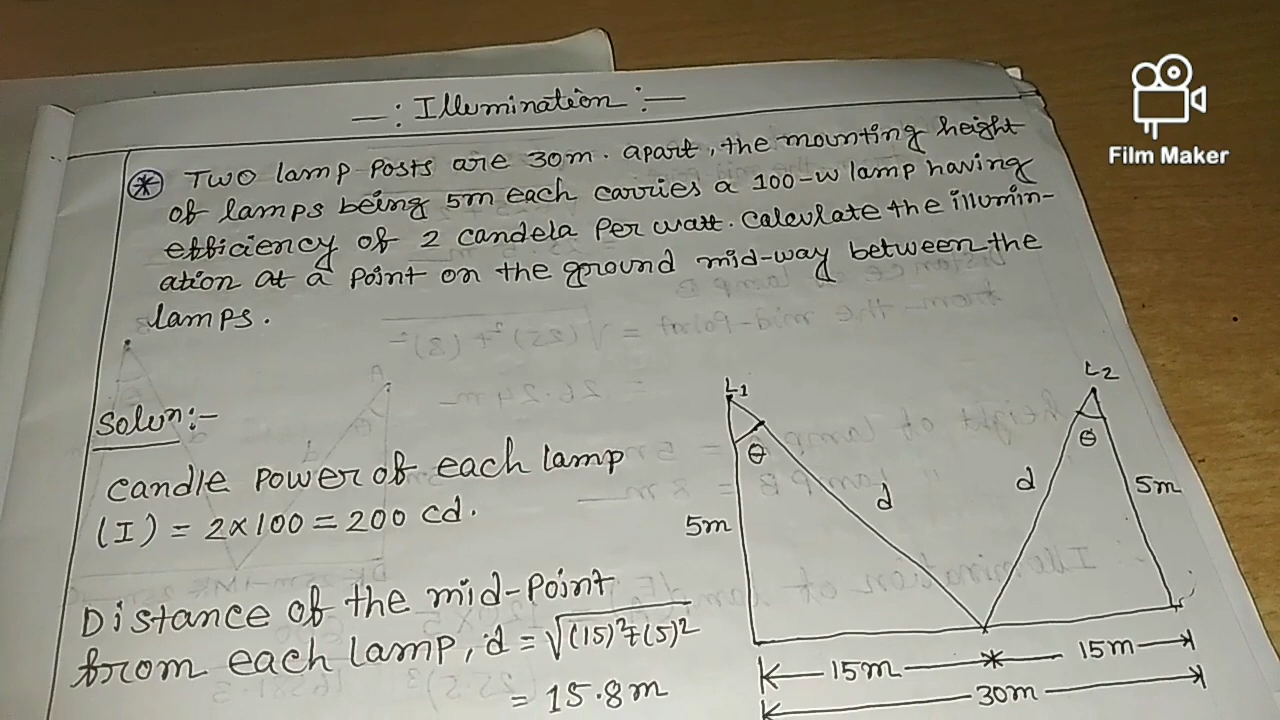 —: Illumination :—
Film Maker
* Two lamp posts are 30m. apart, the mounting height
of lamps being 5m each carries a 100-w lamp having
efficiency of 2 candela per watt. calculate the illumin-
ation at a point on the ground mid-way between the
lamps.
Solun:-
candle power of each lamp
(I) = 2x100 = 200 cd.
Distance of the mid-point
from each lamp, d = √(15)²+(5)²
= 15.8m
L1
L2
θ
θ
d
d
5m
5m
15m
15m
30m